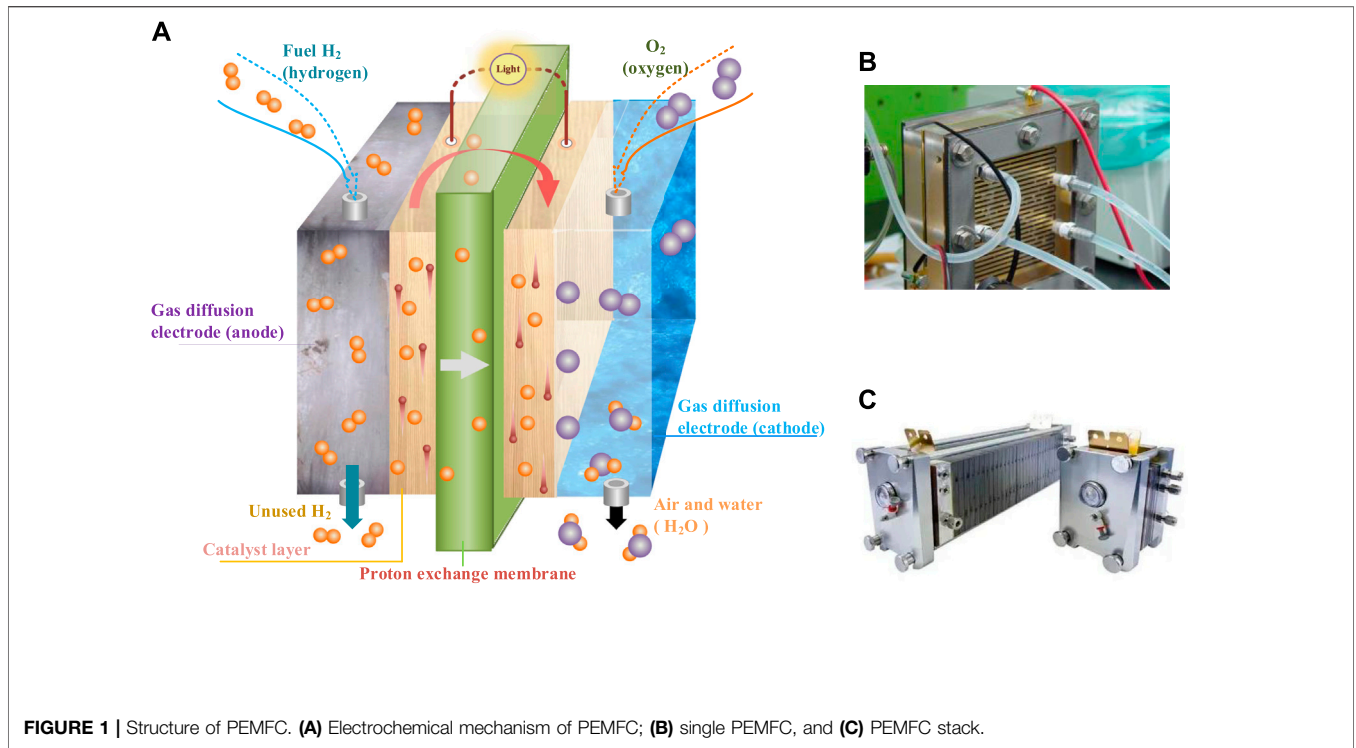 A
Fuel H2
(hydrogen)
Light
O2
(oxygen)
B
Gas diffusion
electrode (anode)
Gas diffusion
electrode (cathode)
C
Unused H2
Air and water
( H2O )
Catalyst layer
Proton exchange membrane
FIGURE 1 | Structure of PEMFC. (A) Electrochemical mechanism of PEMFC; (B) single PEMFC, and (C) PEMFC stack.